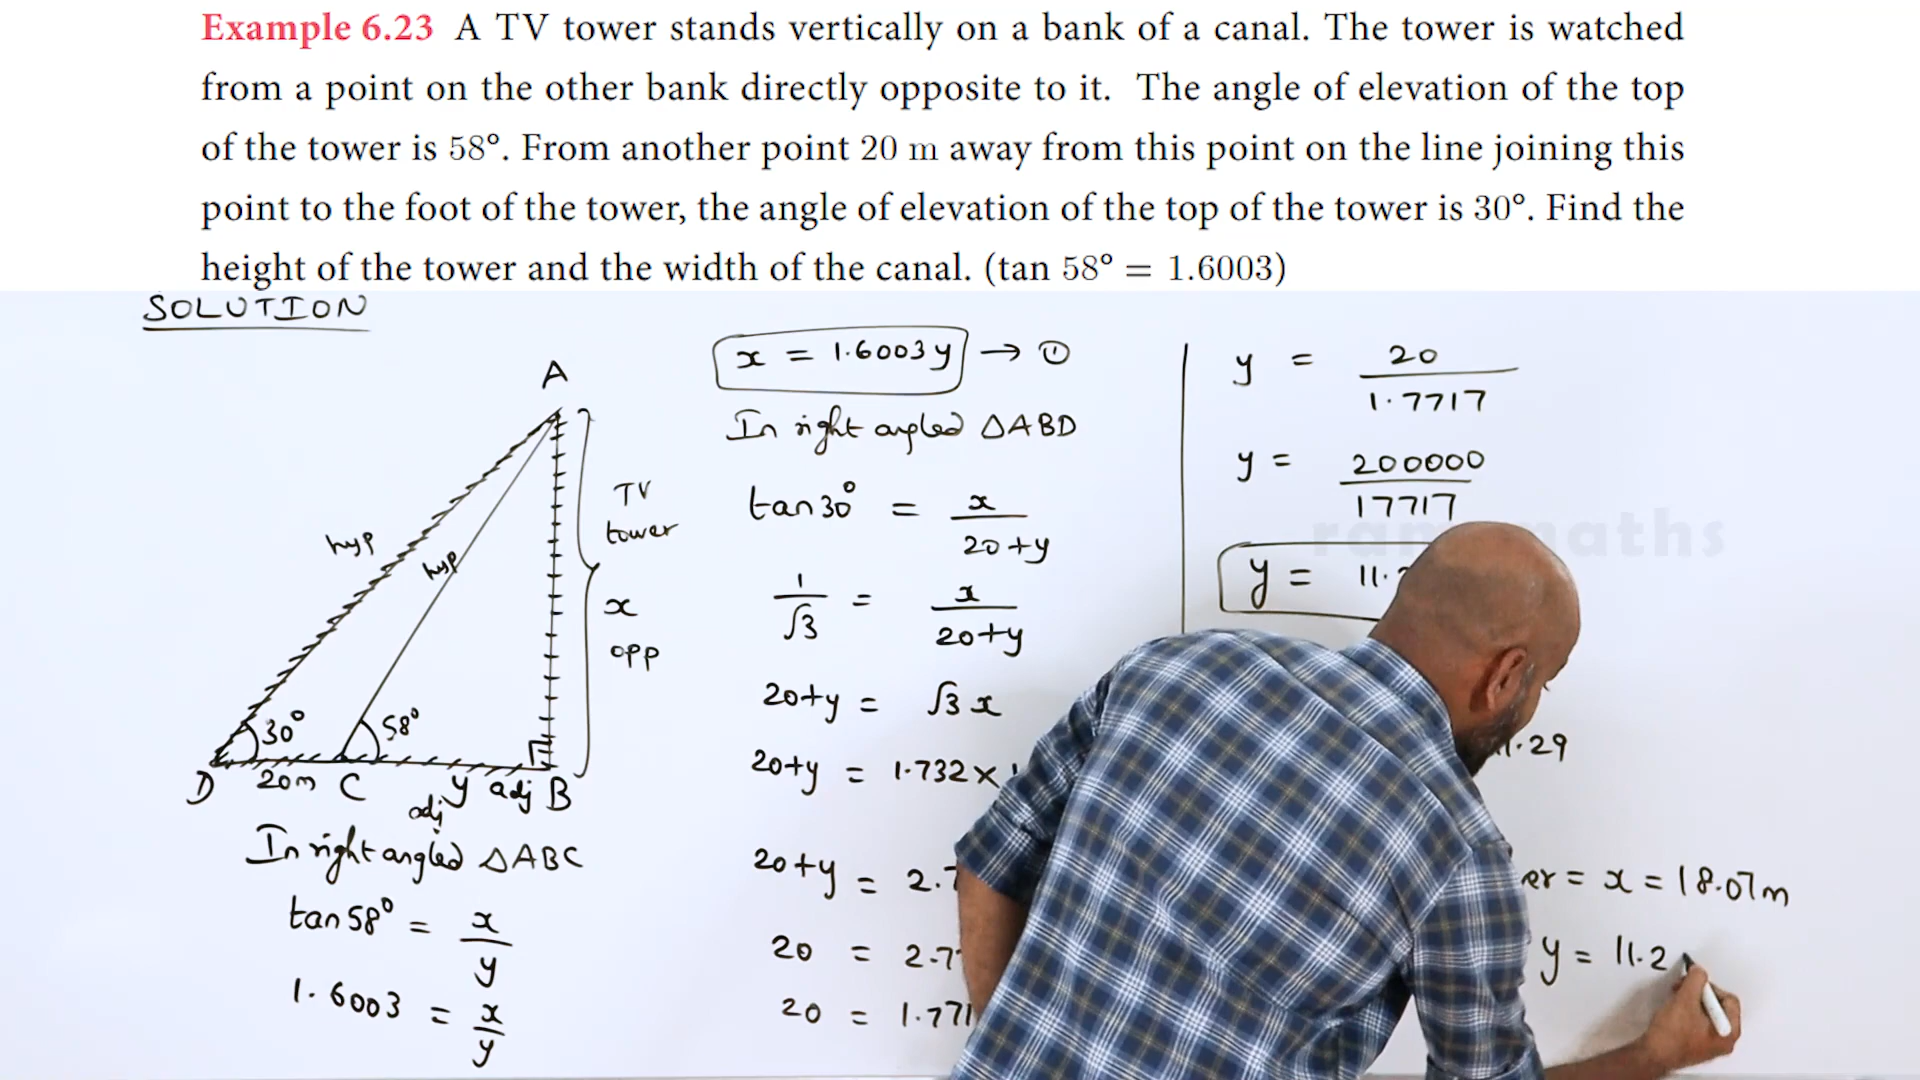 Example 6.23 A TV tower stands vertically on a bank of a canal. The tower is watched
from a point on the other bank directly opposite to it. The angle of elevation of the top
of the tower is 58°. From another point 20 m away from this point on the line joining this
point to the foot of the tower, the angle of elevation of the top of the tower is 30°. Find the
height of the tower and the width of the canal. (tan 58° = 1.6003)
SOLUTION
A
TV
tower
hyp
hyp
x
opp
30°
58°
D
20m
C
y
adj
B
adj
In right angled △ABC
tan58° = x/y
1.6003 = x/y
x = 1.6003y → ①
In right angled △ABD
tan30° = x/20+y
1/√3 = x/20+y
20+y = √3 x
20+y = 1.732 ×
20+y = 2.7
20 = 2.7
20 = 1.771
y = 20/1.7717
y = 200000/17717
y = 11.2
.29
er = x = 18.07m
y = 11.2